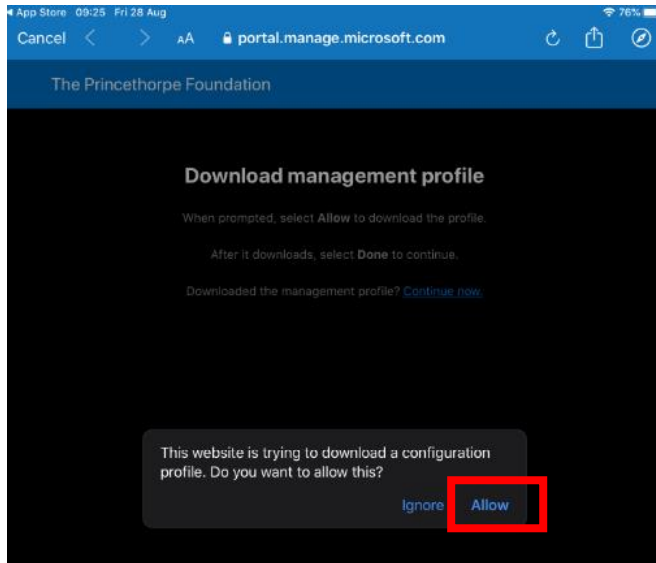 App Store 09:25 Fri 28 Aug 76%
Cancel AA portal.manage.microsoft.com
The Princethorpe Foundation
Download management profile
When prompted, select Allow to download the profile.
After it downloads, select Done to continue.
Downloaded the management profile? Continue now.
This website is trying to download a configuration
profile. Do you want to allow this?
Ignore Allow